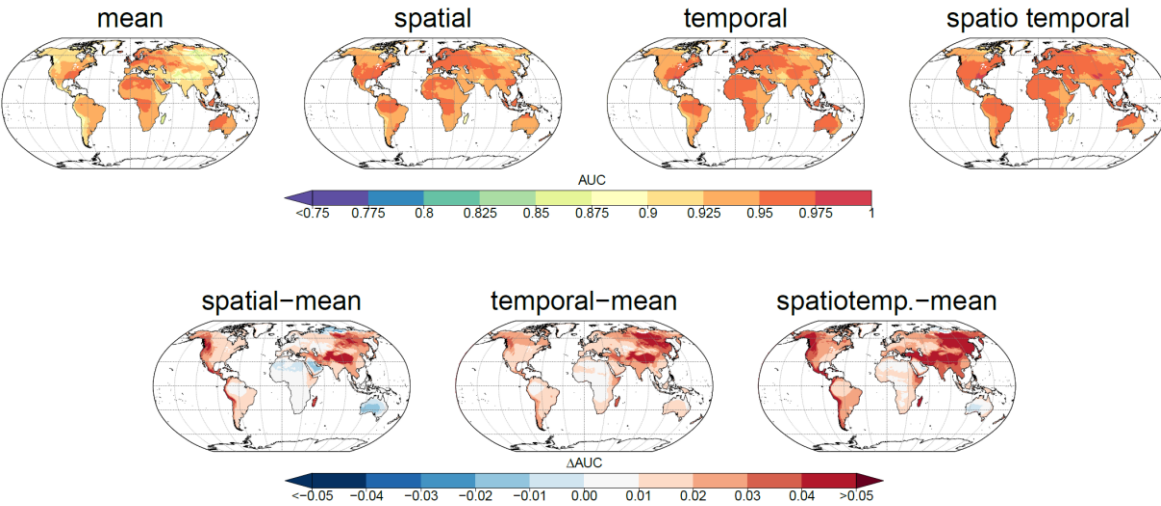 mean spatial temporal spatio temporal
AUC
<0.75 0.775 0.8 0.825 0.85 0.875 0.9 0.925 0.95 0.975 1
spatial−mean temporal−mean spatiotemp.−mean
ΔAUC
<−0.05 −0.04 −0.03 −0.02 −0.01 0.00 0.01 0.02 0.03 0.04 >0.05